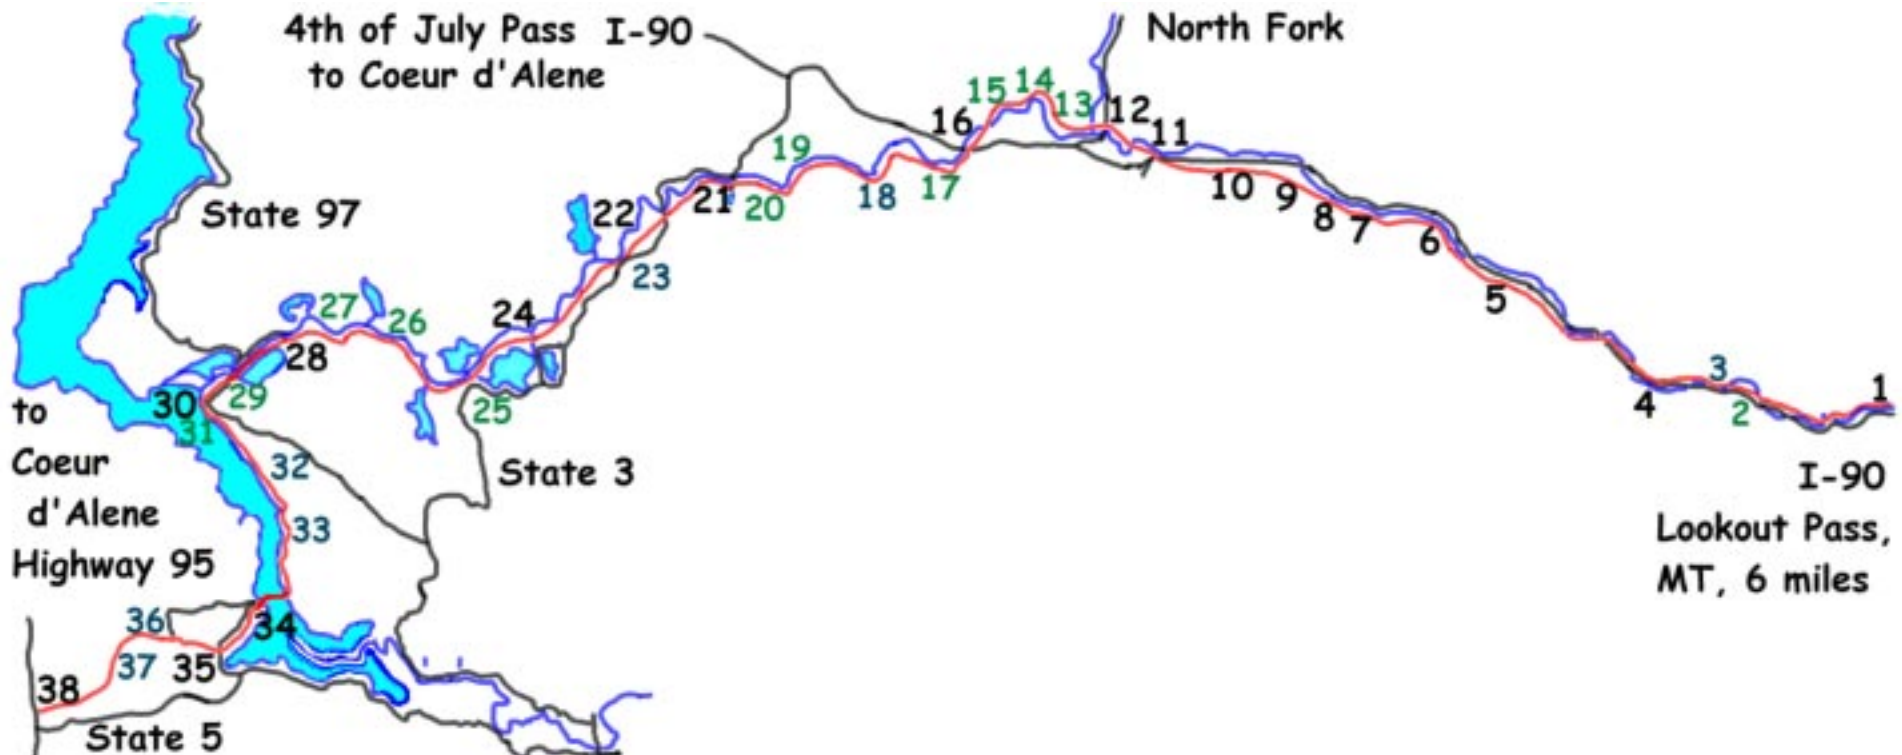 4th of July Pass I-90
to Coeur d'Alene
North Fork
State 97
15
14
13
12
11
16
19
21
20
18
17
10
9
8
7
6
5
4
3
2
1
22
23
24
27
26
28
25
29
30
31
32
33
34
35
36
37
38
State 3
to
Coeur
d'Alene
Highway 95
State 5
I-90
Lookout Pass,
MT, 6 miles